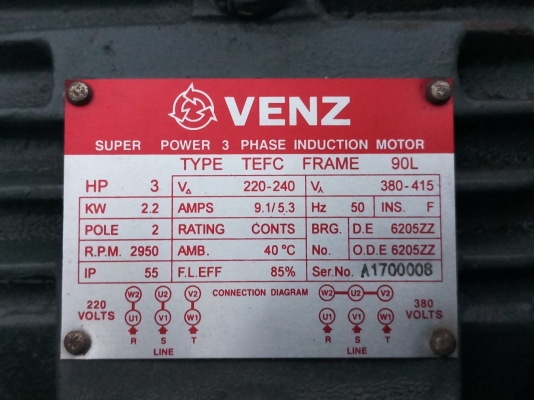 VENZ
SUPER POWER 3 PHASE INDUCTION MOTOR
TYPE TEFC FRAME 90L
HP 3 VΔ 220-240 V⅄ 380-415
KW 2.2 AMPS 9.1/5.3 Hz 50 INS. F
POLE 2 RATING CONTS BRG. D.E 6205ZZ
R.P.M. 2950 AMB. 40 °C No. O.D.E 6205ZZ
IP 55 F.L.EFF 85% Ser.No. A1700008
CONNECTION DIAGRAM
W2 U2 V2 W2 U2 V2
220 VOLTS 380 VOLTS
U1 V1 W1 U1 V1 W1
R S T R S T
LINE LINE